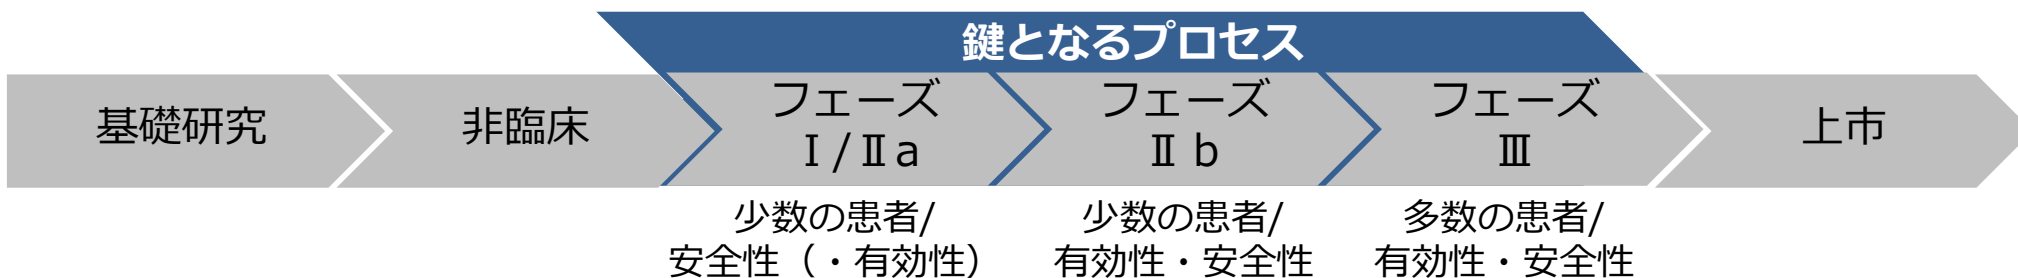 鍵となるプロセス
基礎研究
非臨床
フェーズ
Ⅰ/Ⅱa
フェーズ
Ⅱ b
フェーズ
Ⅲ
上市
少数の患者/
安全性（・有効性）
少数の患者/
有効性・安全性
多数の患者/
有効性・安全性